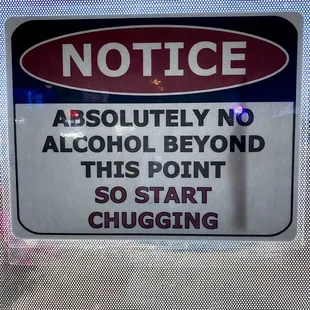 NOTICE
ABSOLUTELY NO
ALCOHOL BEYOND
THIS POINT
SO START
CHUGGING